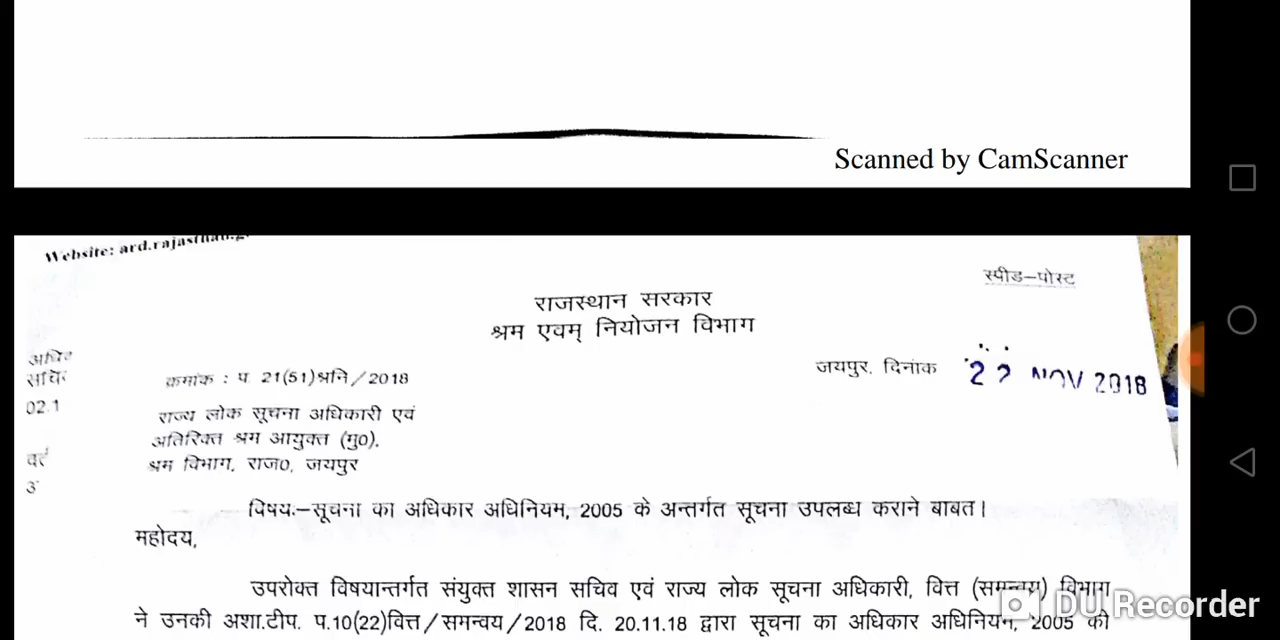 Scanned by CamScanner
Website: ard.rajasthan.g
स्पीड–पोस्ट
राजस्थान सरकार
श्रम एवम् नियोजन विभाग
जयपुर, दिनांक 22 NOV 2018
क्रमांक : प 21(51)श्रनि/2018
02.1
राज्य लोक सूचना अधिकारी एवं
अतिरिक्त श्रम आयुक्त (मु0),
श्रम विभाग, राज0, जयपुर
विषयः–सूचना का अधिकार अधिनियम, 2005 के अन्तर्गत सूचना उपलब्ध कराने बाबत।
महोदय,
उपरोक्त विषयान्तर्गत संयुक्त शासन सचिव एवं राज्य लोक सूचना अधिकारी, वित्त (समन्वय) विभाग
ने उनकी अशा.टीप. प.10(22)वित्त/समन्वय/2018 दि. 20.11.18 द्वारा सूचना का अधिकार अधिनियम, 2005 की
DU Recorder